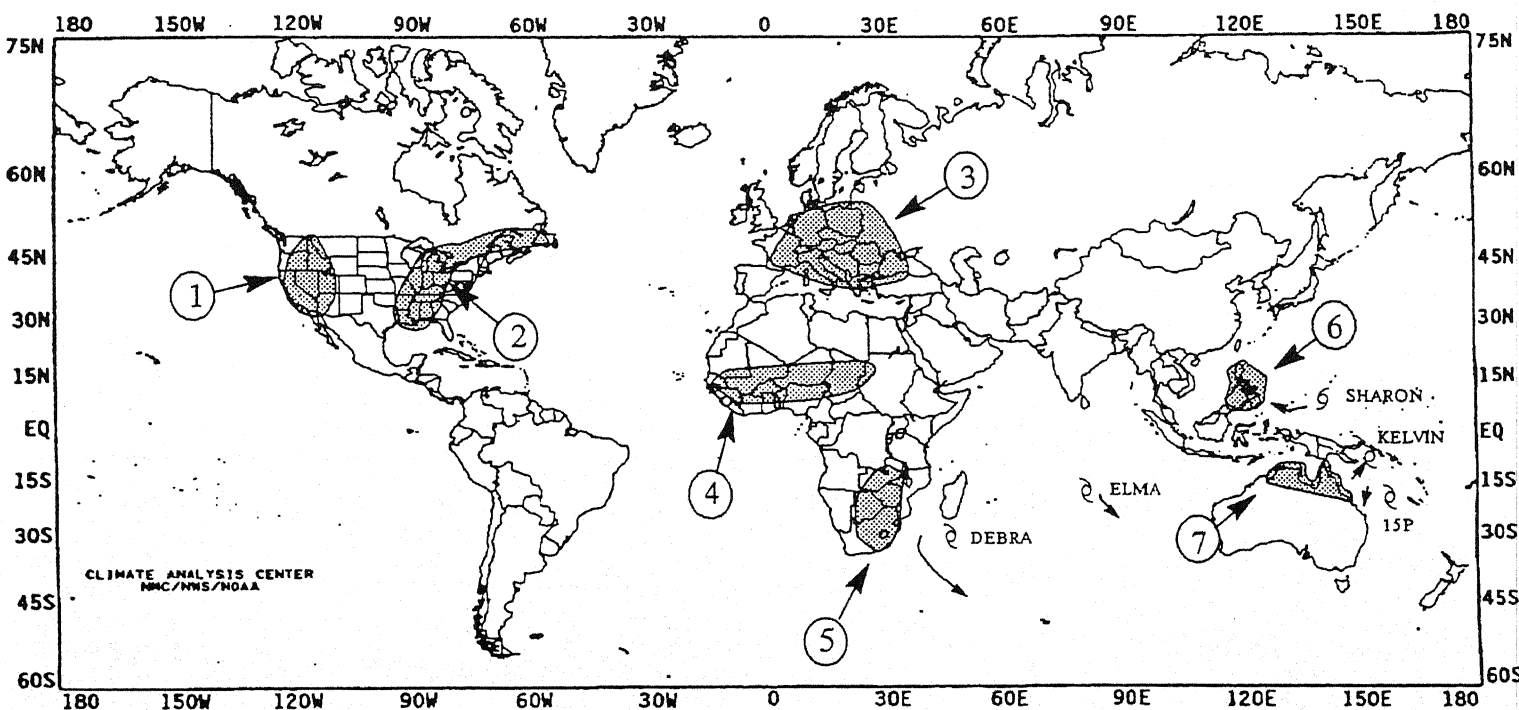 180 150W 120W 90W 60W 30W 0 30E 60E 90E 120E 150E 180
75N 75N
60N 60N
3
45N 45N
1
30N 30N
2 6
15N 15N
SHARON
EQ EQ
KELVIN
4
15S 15S
ELMA
7 15P
30S 30S
DEBRA
CLIMATE ANALYSIS CENTER
NMC/NWS/NOAA
45S 45S
5
60S 60S
180 150W 120W 90W 60W 30W 0 30E 60E 90E 120E 150E 180